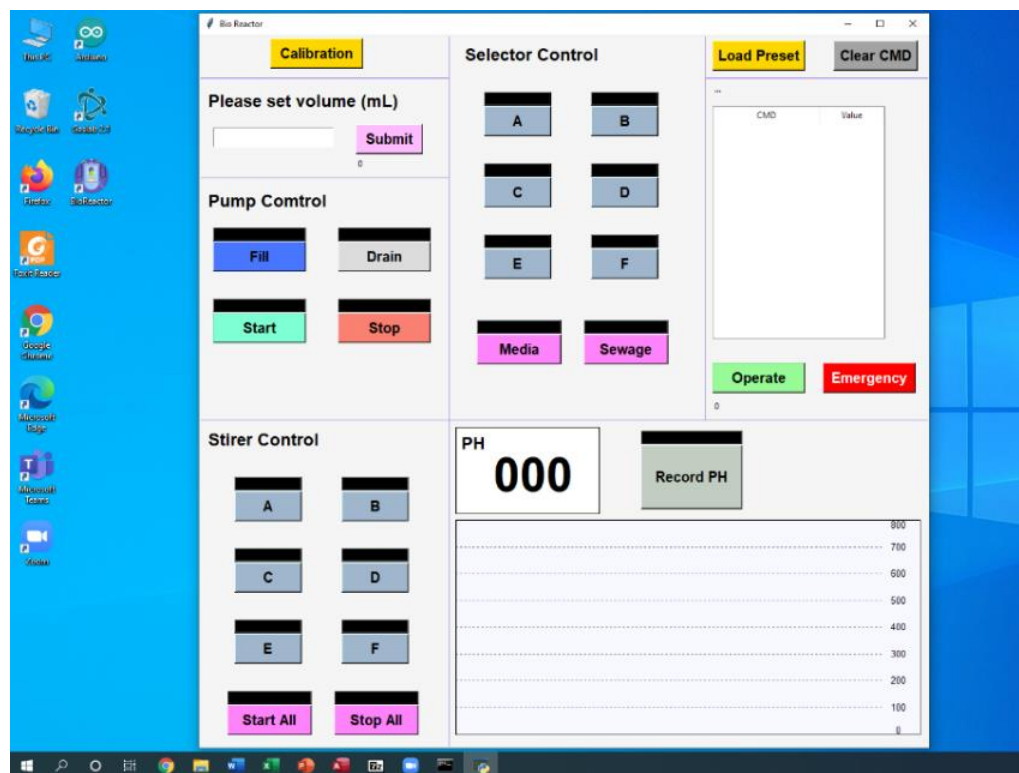 This PC
Arduino
Recycle Bin
Firefox
BioReactor
Foxit Reader
Google
Chrome
Microsoft
Edge
Microsoft
Teams
Zoom
Bio Reactor
Calibration
Please set volume (mL)
Submit
0
Pump Comtrol
Fill
Drain
Start
Stop
Selector Control
A
B
C
D
E
F
Media
Sewage
Load Preset
Clear CMD
...
CMD
Value
Operate
Emergency
0
Stirer Control
A
B
C
D
E
F
Start All
Stop All
PH
000
Record PH
800
700
600
500
400
300
200
100
0